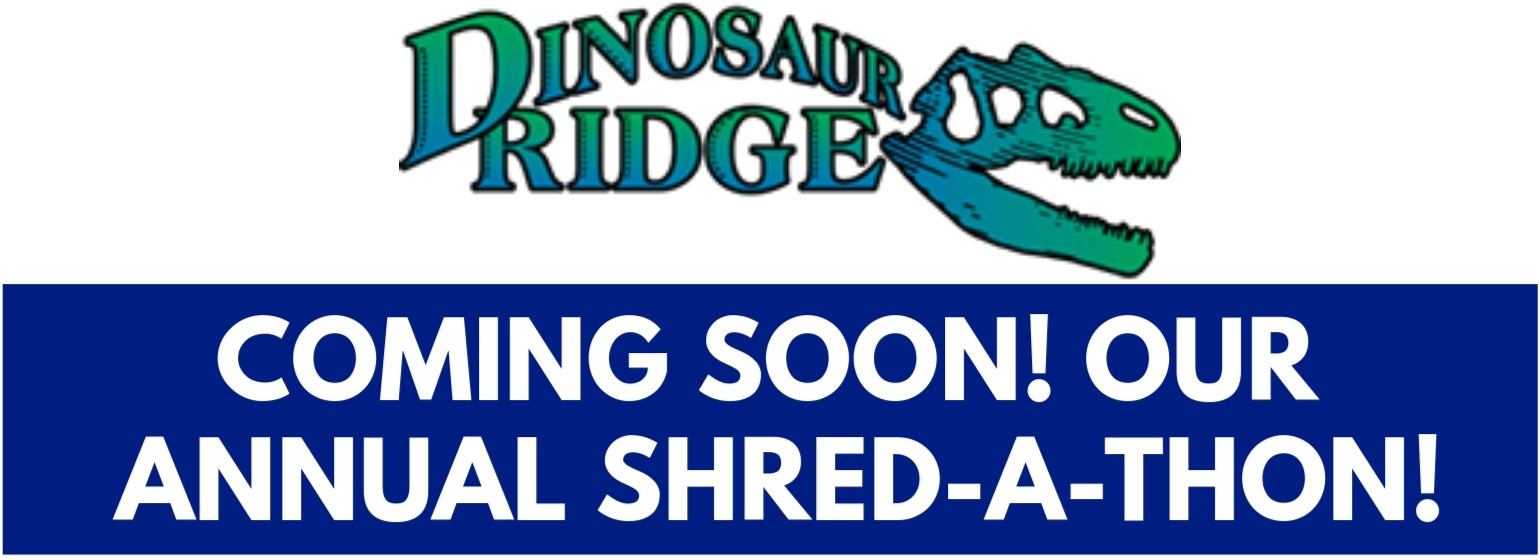 DINOSAUR
RIDGE
COMING SOON! OUR
ANNUAL SHRED-A-THON!